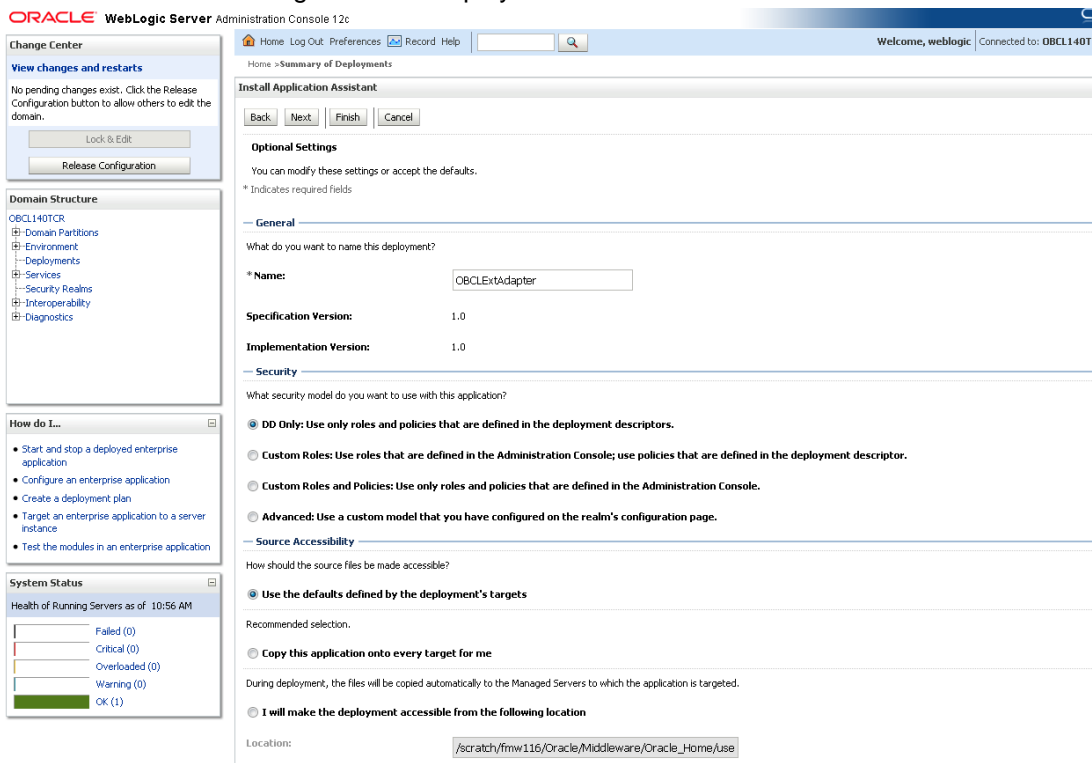 ORACLE WebLogic Server Administration Console 12c
Change Center
View changes and restarts
No pending changes exist. Click the Release
Configuration button to allow others to edit the
domain.
Lock & Edit
Release Configuration
Domain Structure
OBCL140TCR
Domain Partitions
Environment
Deployments
Services
Security Realms
Interoperability
Diagnostics
How do I...
Start and stop a deployed enterprise
application
Configure an enterprise application
Create a deployment plan
Target an enterprise application to a server
instance
Test the modules in an enterprise application
System Status
Health of Running Servers as of 10:56 AM
Failed (0)
Critical (0)
Overloaded (0)
Warning (0)
OK (1)
Home Log Out Preferences Record Help
Welcome, weblogic Connected to: OBCL140T
Home >Summary of Deployments
Install Application Assistant
Back Next Finish Cancel
Optional Settings
You can modify these settings or accept the defaults.
* Indicates required fields
General
What do you want to name this deployment?
* Name: OBCLExtAdapter
Specification Version: 1.0
Implementation Version: 1.0
Security
What security model do you want to use with this application?
DD Only: Use only roles and policies that are defined in the deployment descriptors.
Custom Roles: Use roles that are defined in the Administration Console; use policies that are defined in the deployment descriptor.
Custom Roles and Policies: Use only roles and policies that are defined in the Administration Console.
Advanced: Use a custom model that you have configured on the realm's configuration page.
Source Accessibility
How should the source files be made accessible?
Use the defaults defined by the deployment's targets
Recommended selection.
Copy this application onto every target for me
During deployment, the files will be copied automatically to the Managed Servers to which the application is targeted.
I will make the deployment accessible from the following location
Location: /scratch/fmw116/Oracle/Middleware/Oracle_Home/use